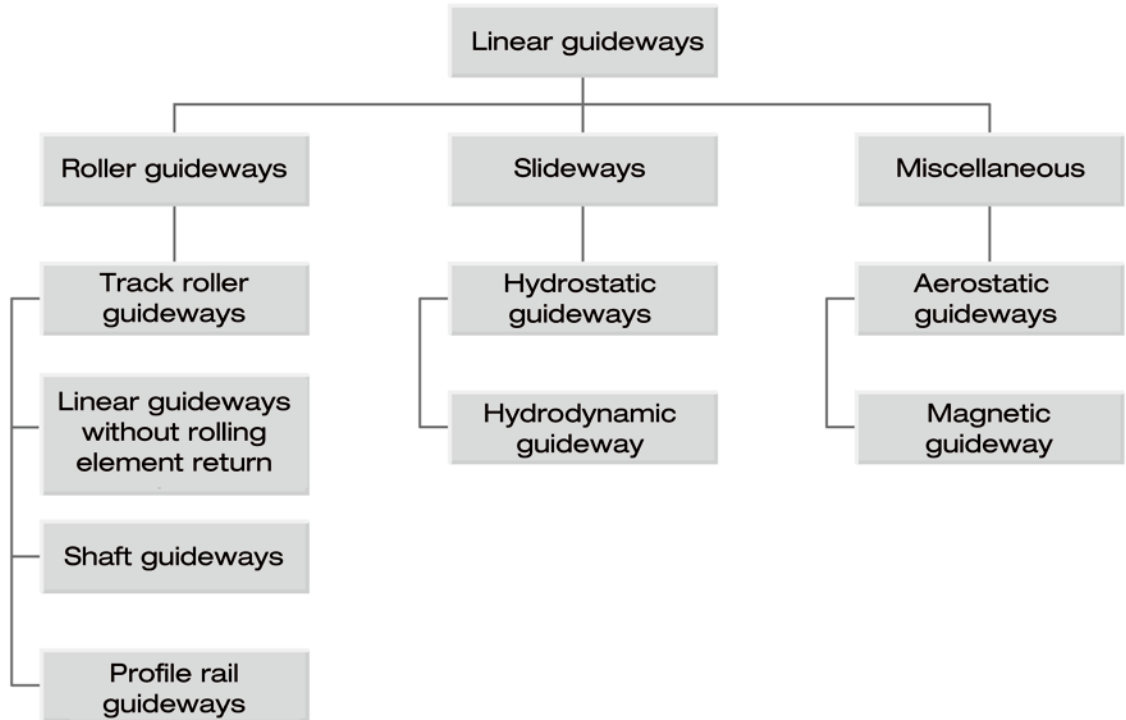 Linear guideways
Roller guideways
Slideways
Miscellaneous
Track roller
guideways
Hydrostatic
guideways
Aerostatic
guideways
Linear guideways
without rolling
element return
Hydrodynamic
guideway
Magnetic
guideway
Shaft guideways
Profile rail
guideways